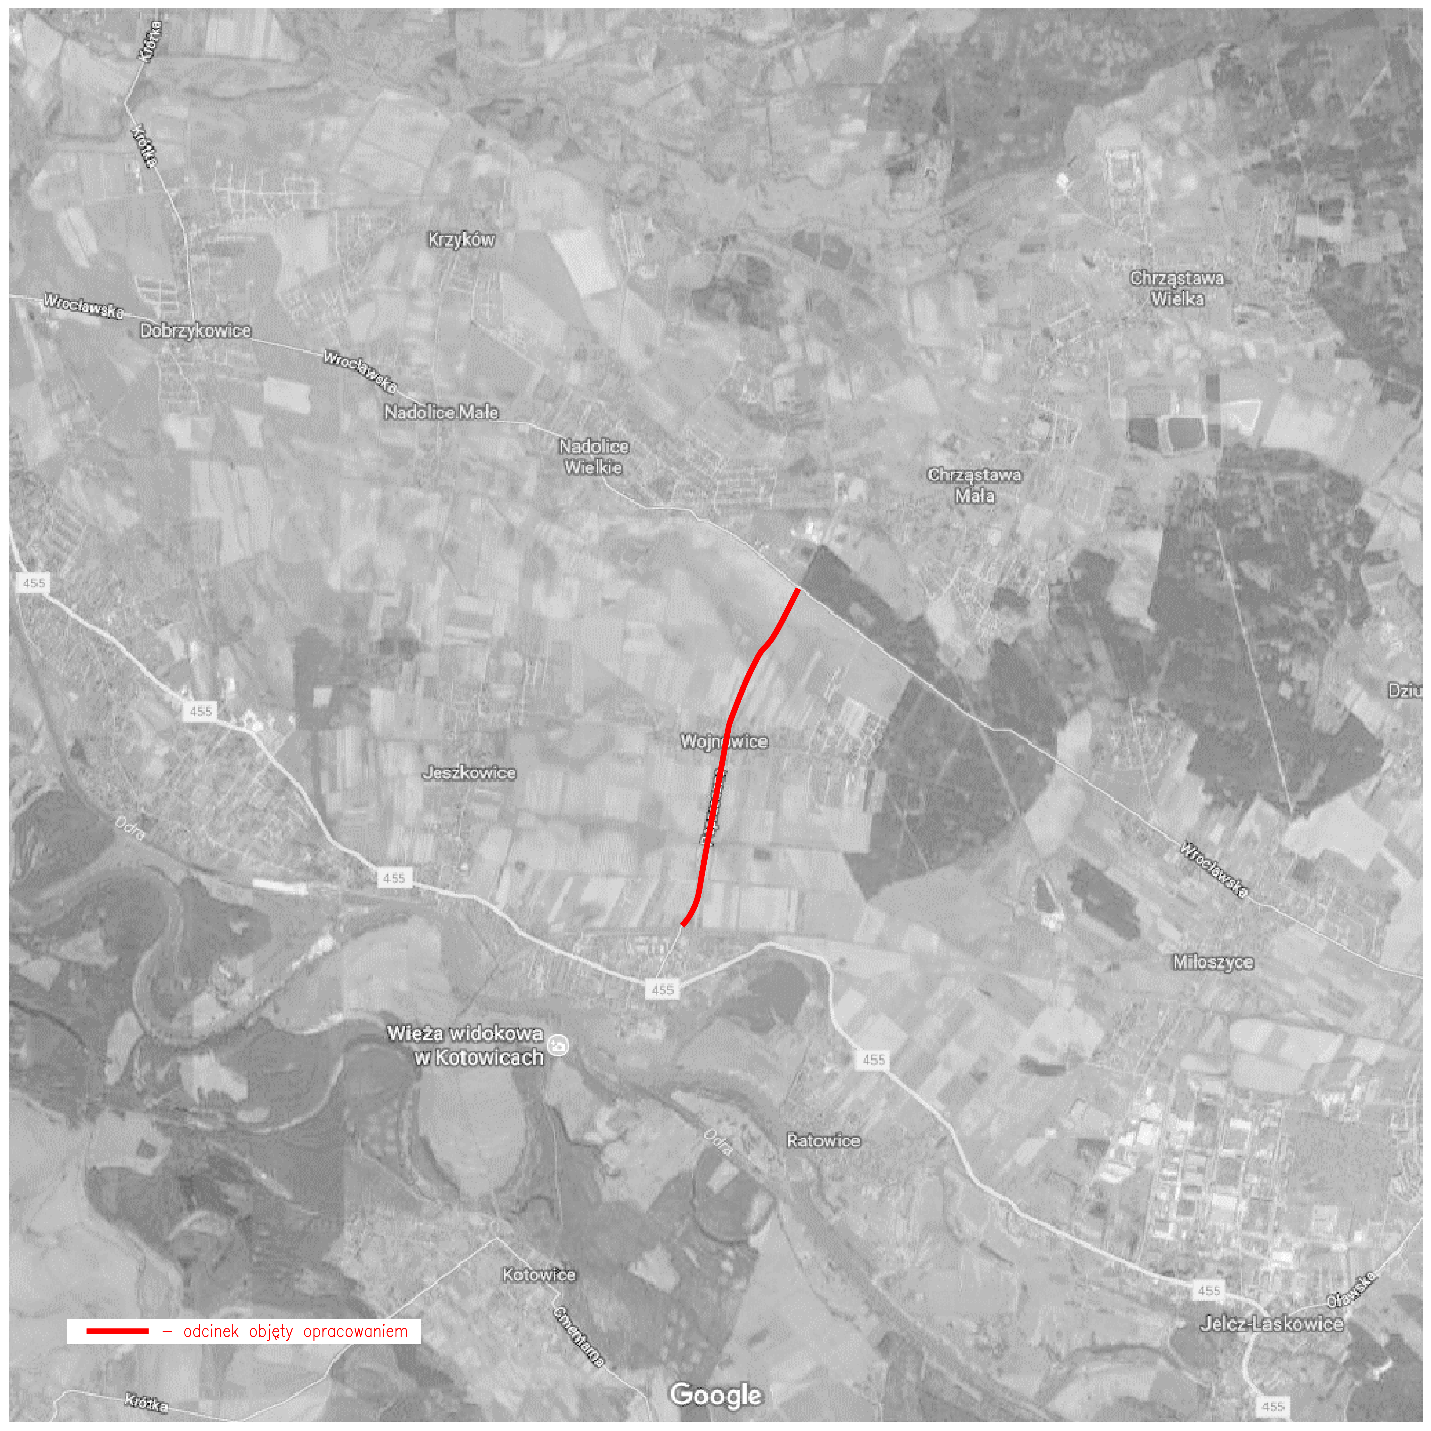 Krótka
Krótka
Krzyków
Chrząstawa
Wielka
Wrocławska
Dobrzykowice
Wrocławska
Nadolice Małe
Nadolice
Wielkie
Chrząstawa
Mała
455
Dziu
455
Wojnowice
Jeszkowice
Odra
Wrocławska
455
Miłoszyce
455
Wieża widokowa
w Kotowicach
455
Odra
Ratowice
Kotowice
455
Oławska
Jelcz-Laskowice
Cmentarna
– odcinek objęty opracowaniem
Google
Krótka
455